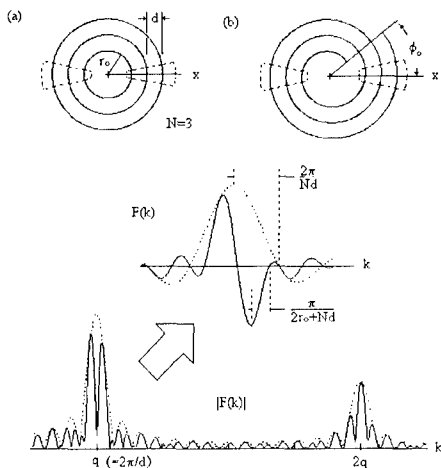 (a)
(b)
d
r₀
x
N=3
ϕ₀
x
2π
Nd
F(k)
k
π
2r₀+Nd
|F(k)|
q (=2π/d)
2q
k